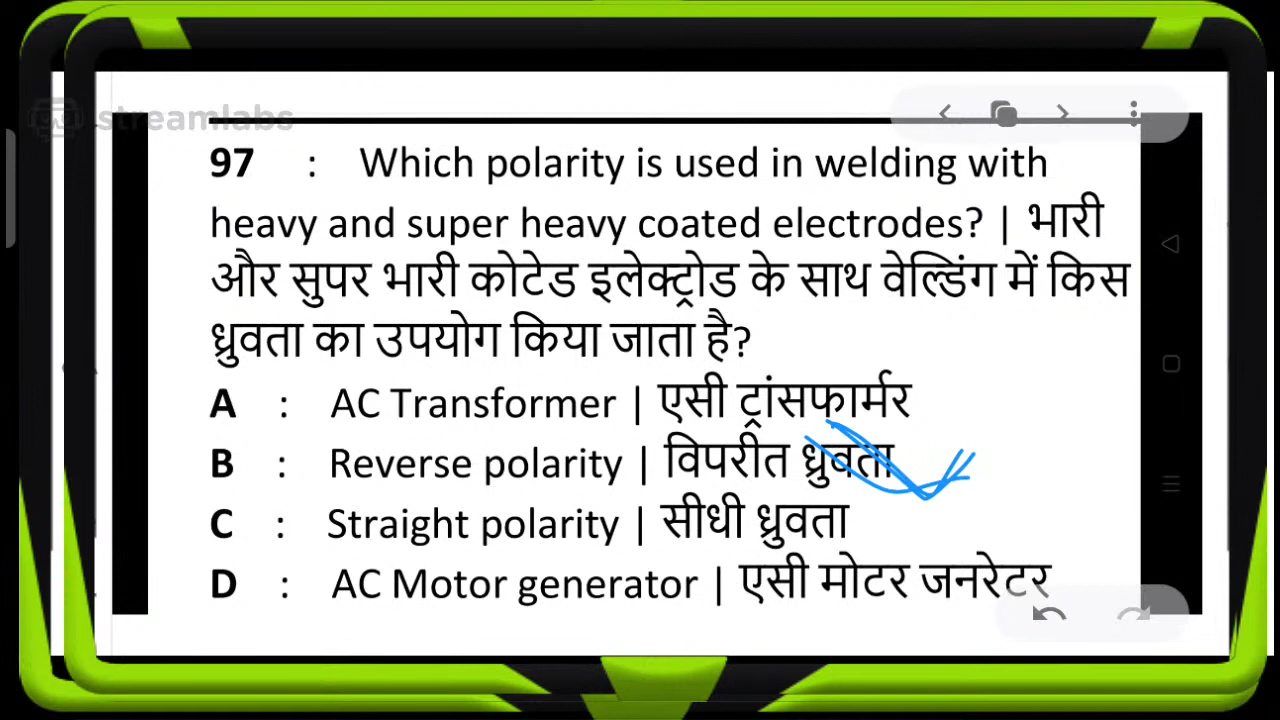 streamlabs
97 : Which polarity is used in welding with
heavy and super heavy coated electrodes? | भारी
और सुपर भारी कोटेड इलेक्ट्रोड के साथ वेल्डिंग में किस
ध्रुवता का उपयोग किया जाता है?
A : AC Transformer | एसी ट्रांसफार्मर
B : Reverse polarity | विपरीत ध्रुवता
C : Straight polarity | सीधी ध्रुवता
D : AC Motor generator | एसी मोटर जनरेटर